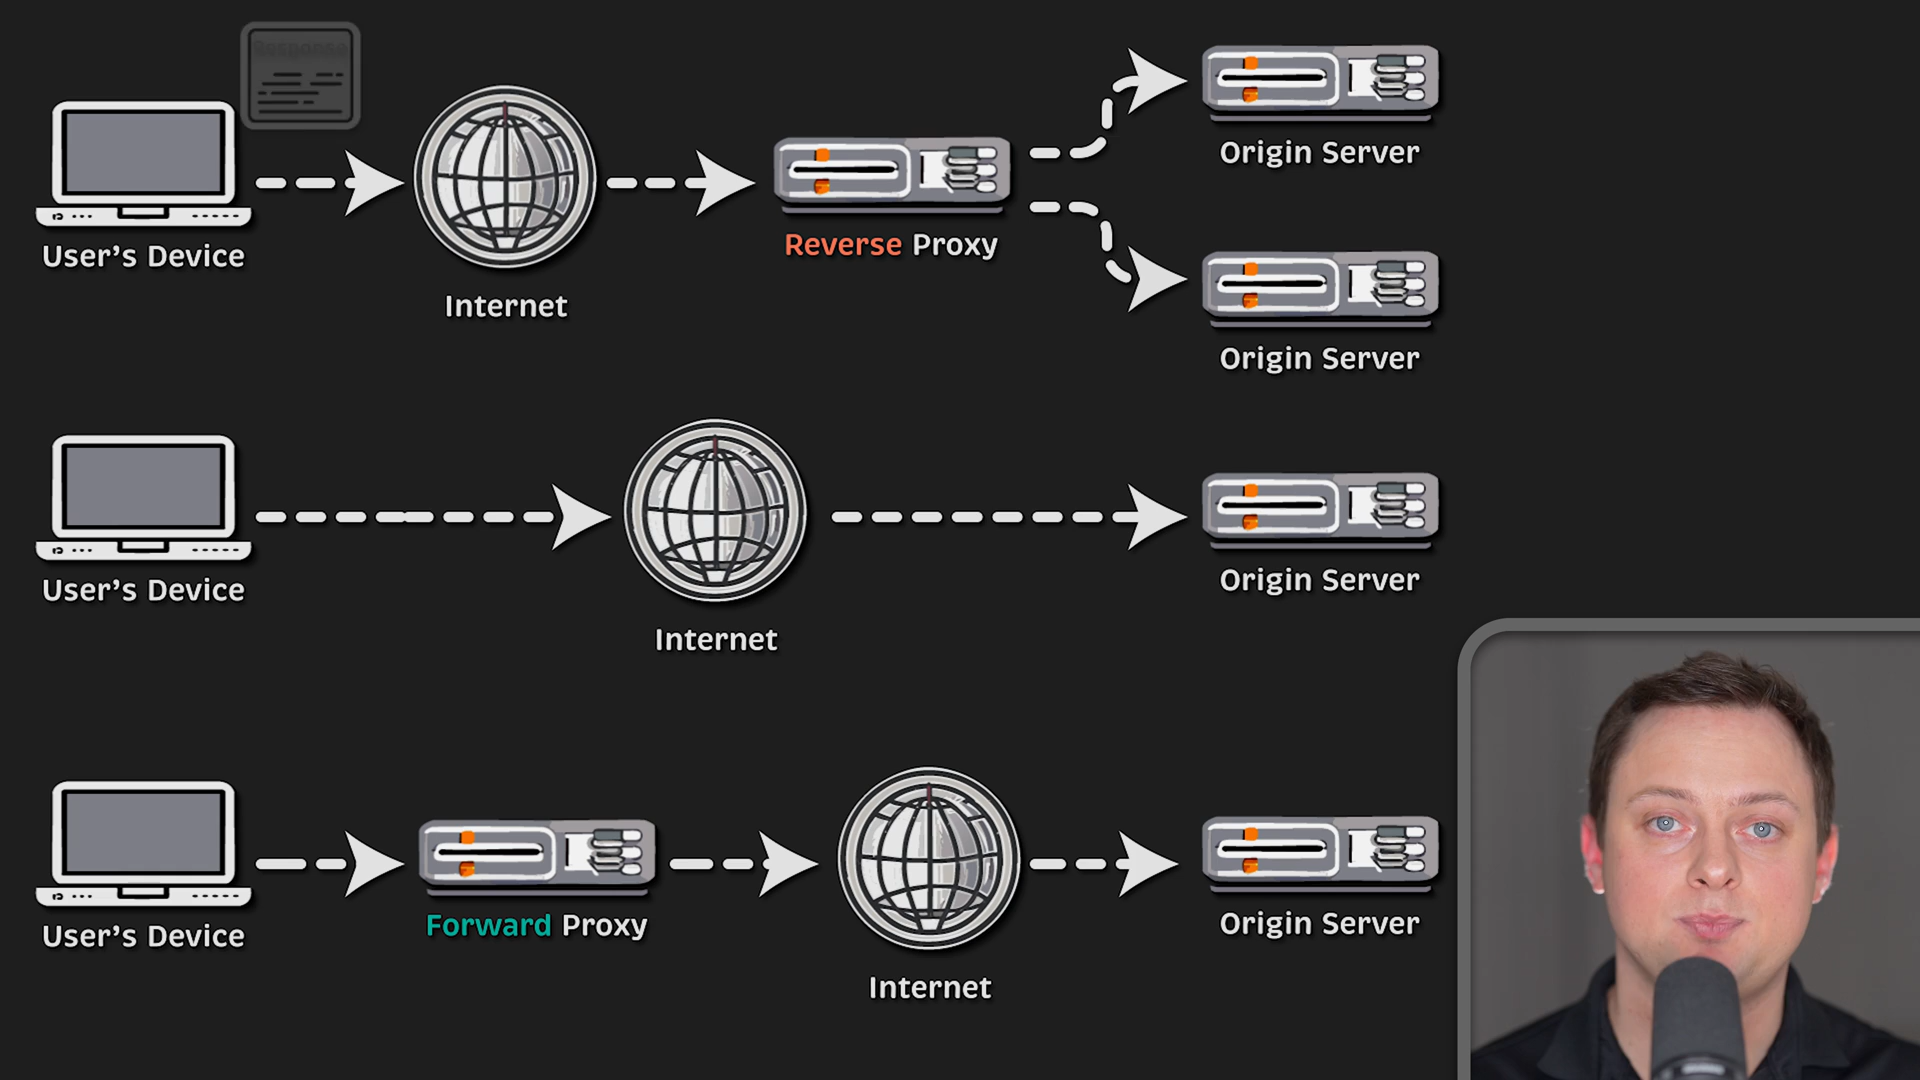 Response
User's Device
Internet
Reverse Proxy
Origin Server
Origin Server
User's Device
Internet
Origin Server
User's Device
Forward Proxy
Internet
Origin Server